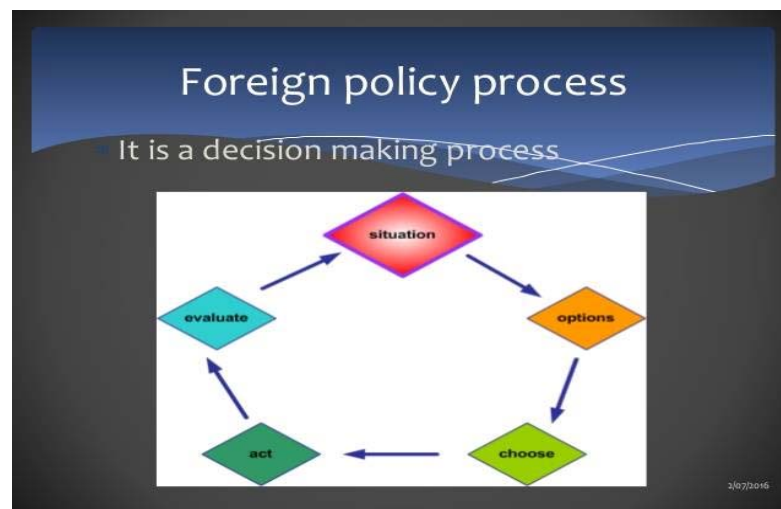 Foreign policy process
It is a decision making process
situation
evaluate
options
act
choose
2/07/2016